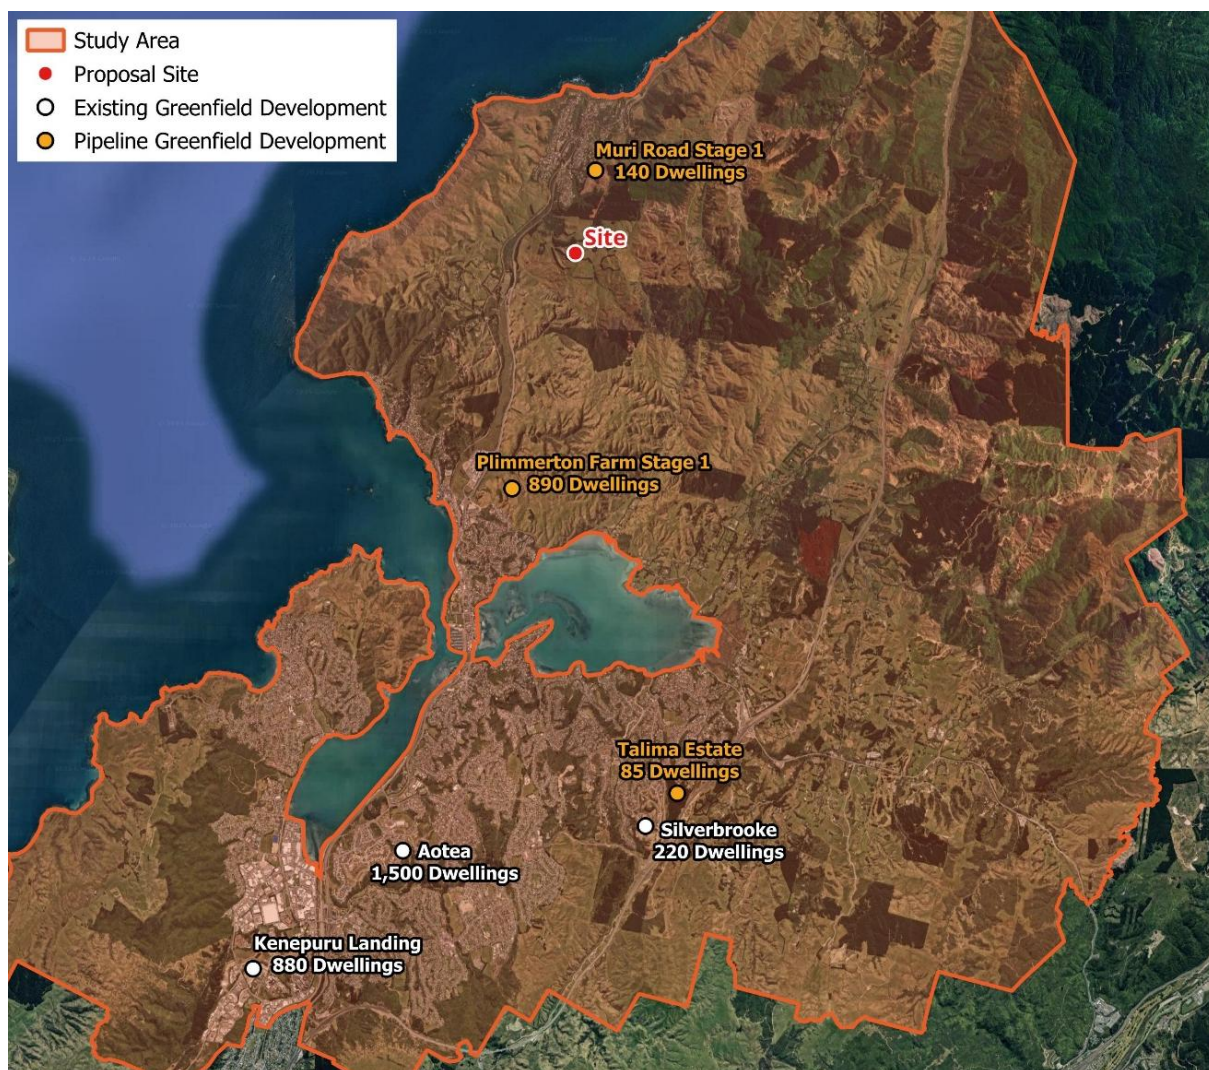 Study Area
Proposal Site
Existing Greenfield Development
Pipeline Greenfield Development
Muri Road Stage 1
140 Dwellings
Site
Plimmerton Farm Stage 1
890 Dwellings
Talima Estate
85 Dwellings
Silverbrooke
220 Dwellings
Aotea
1,500 Dwellings
Kenepuru Landing
880 Dwellings